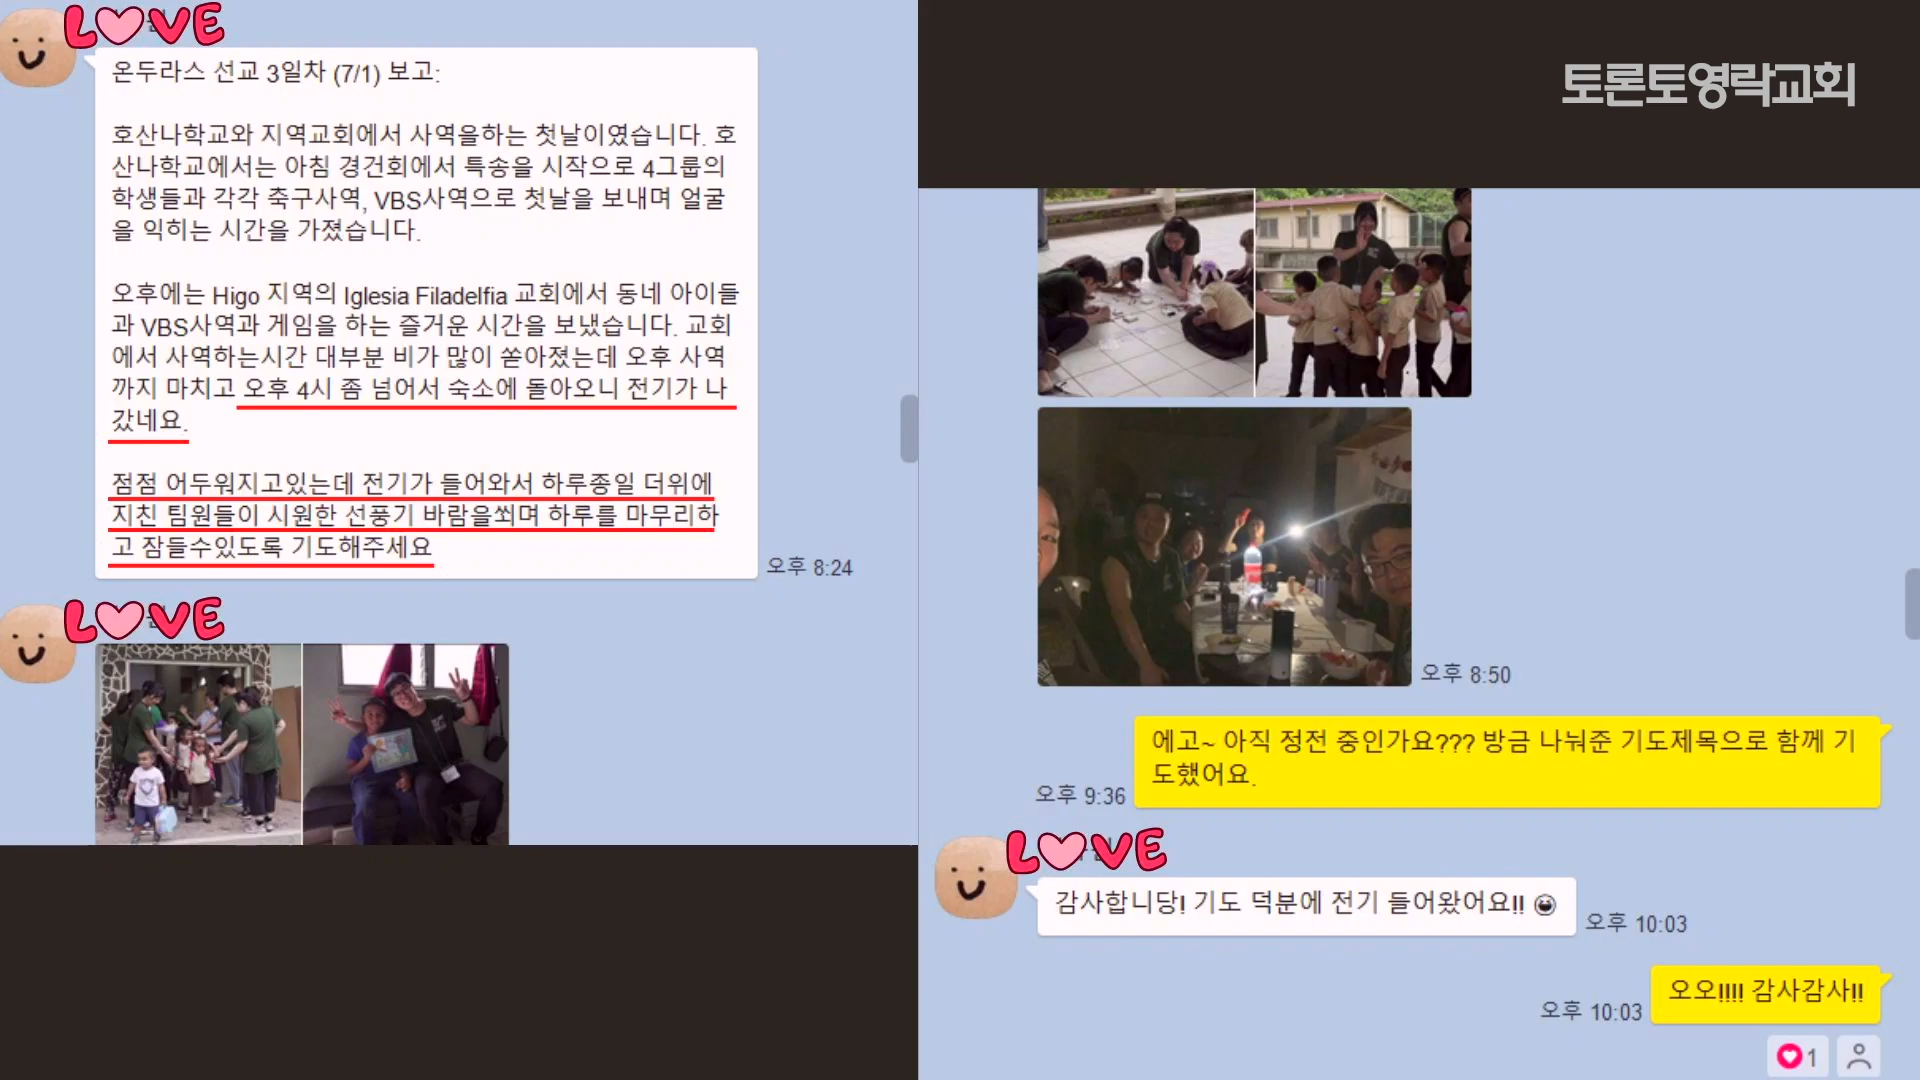 LOVE
온두라스 선교 3일차 (7/1) 보고:
호산나학교와 지역교회에서 사역을하는 첫날이였습니다. 호
산나학교에서는 아침 경건회에서 특송을 시작으로 4그룹의
학생들과 각각 축구사역, VBS사역으로 첫날을 보내며 얼굴
을 익히는 시간을 가졌습니다.
오후에는 Higo 지역의 Iglesia Filadelfia 교회에서 동네 아이들
과 VBS사역과 게임을 하는 즐거운 시간을 보냈습니다. 교회
에서 사역하는시간 대부분 비가 많이 쏟아졌는데 오후 사역
까지 마치고 오후 4시 좀 넘어서 숙소에 돌아오니 전기가 나
갔네요.
점점 어두워지고있는데 전기가 들어와서 하루종일 더위에
지친 팀원들이 시원한 선풍기 바람을쐬며 하루를 마무리하
고 잠들수있도록 기도해주세요
오후 8:24
LOVE
토론토영락교회
오후 8:50
에고~ 아직 정전 중인가요??? 방금 나눠준 기도제목으로 함께 기
도했어요.
오후 9:36
LOVE
감사합니당! 기도 덕분에 전기 들어왔어요!! 😀
오후 10:03
오오!!!! 감사감사!!
오후 10:03
1